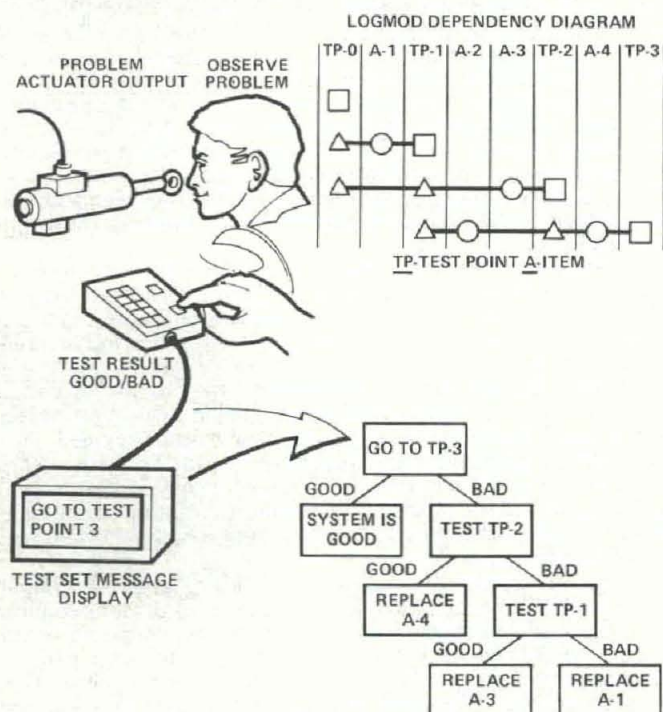 LOGMOD DEPENDENCY DIAGRAM
TP-0 A-1 TP-1 A-2 A-3 TP-2 A-4 TP-3
PROBLEM
ACTUATOR OUTPUT
OBSERVE
PROBLEM
TP-TEST POINT A-ITEM
TEST RESULT
GOOD/BAD
GO TO TEST
POINT 3
TEST SET MESSAGE
DISPLAY
GO TO TP-3
GOOD BAD
SYSTEM IS
GOOD
TEST TP-2
GOOD BAD
REPLACE
A-4
TEST TP-1
GOOD BAD
REPLACE
A-3
REPLACE
A-1